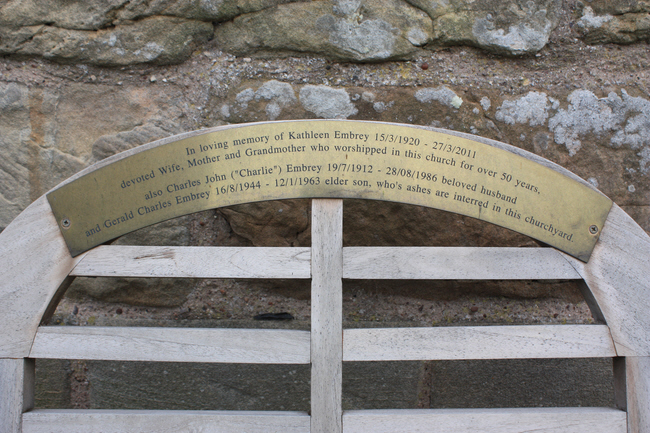 In loving memory of Kathleen Embrey 15/3/1920 - 27/3/2011
devoted Wife, Mother and Grandmother who worshipped in this church for over 50 years,
also Charles John ("Charlie") Embrey 19/7/1912 - 28/08/1986 beloved husband
and Gerald Charles Embrey 16/8/1944 - 12/1/1963 elder son, who's ashes are interred in this churchyard.